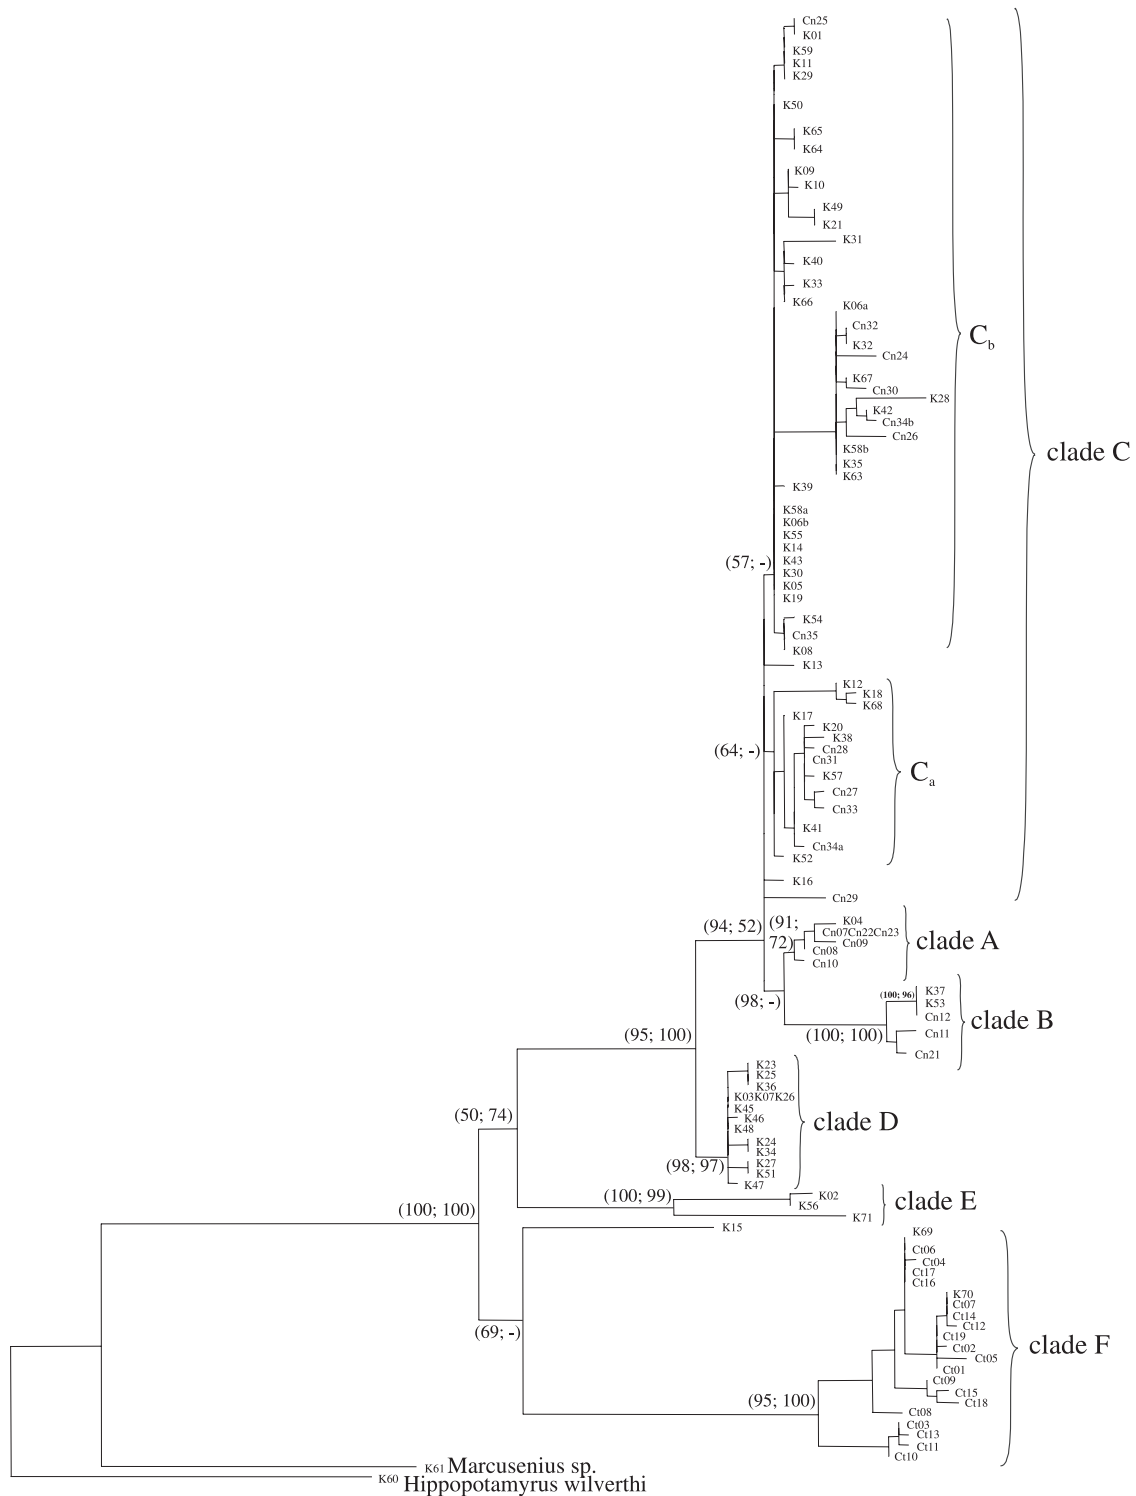 Cn25
K01
K59
K11
K29
K50
K65
K64
K09
K10
K49
K21
K31
K40
K33
K66
K06a
Cn32
K32
Cn24
K67
Cn30
K28
K42
Cn34b
Cn26
K58b
K35
K63
C_b
clade C
K39
K58a
K06b
K55
K14
K43
(57; -)
K30
K05
K19
K54
Cn35
K08
K13
K12
K18
K68
K17
K20
K38
(64; -)
Cn28
Cn31
K57
C_a
Cn27
Cn33
K41
Cn34a
K52
K16
Cn29
(94; 52)
(91;
72)
K04
Cn07Cn22Cn23
Cn09
Cn08
Cn10
clade A
(98; -)
(100; 96)
K37
K53
Cn12
Cn11
Cn21
clade B
(100; 100)
(95; 100)
K23
K25
K36
K03K07K26
K45
K46
K48
K24
K34
K27
K51
K47
clade D
(50; 74)
(98; 97)
(100; 99)
K02
K56
K71
clade E
(100; 100)
K15
K69
Ct06
Ct04
Ct17
Ct16
K70
Ct07
Ct14
Ct12
Ct19
Ct02
Ct05
Ct01
Ct09
Ct15
Ct18
Ct08
Ct03
Ct13
Ct11
Ct10
clade F
(69; -)
(95; 100)
K61 Marcusenius sp.
K60 Hippopotamyrus wilverthi